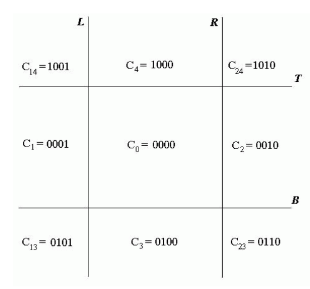 L R
C14 =1001 C4 = 1000 C24 =1010
T
C1 = 0001 C0 = 0000 C2 = 0010
B
C13 = 0101 C3 = 0100 C23 = 0110